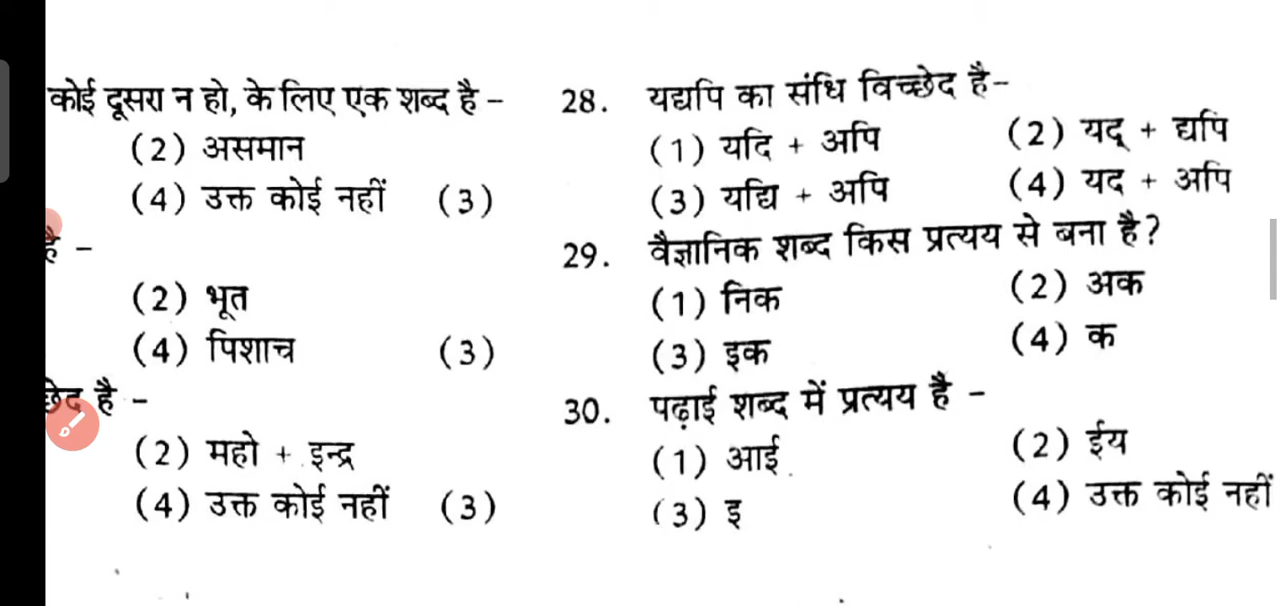 कोई दूसरा न हो, के लिए एक शब्द है -
(2) असमान
(4) उक्त कोई नहीं (3)
है -
(2) भूत
(4) पिशाच (3)
छेद है -
(2) महो + इन्द्र
(4) उक्त कोई नहीं (3)
28. यद्यपि का संधि विच्छेद है-
(1) यदि + अपि (2) यद् + द्यपि
(3) यद्यि + अपि (4) यद + अपि
29. वैज्ञानिक शब्द किस प्रत्यय से बना है?
(1) निक (2) अक
(3) इक (4) क
30. पढ़ाई शब्द में प्रत्यय है -
(1) आई (2) ईय
(3) इ (4) उक्त कोई नहीं